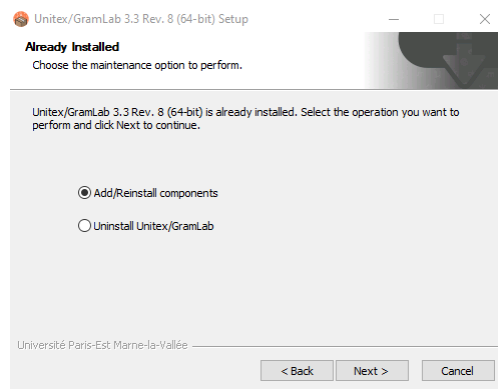 Unitex/GramLab 3.3 Rev. 8 (64-bit) Setup
Already Installed
Choose the maintenance option to perform.
Unitex/GramLab 3.3 Rev. 8 (64-bit) is already installed. Select the operation you want to
perform and click Next to continue.
Add/Reinstall components
Uninstall Unitex/GramLab
Université Paris-Est Marne-la-Vallée
< Back Next > Cancel